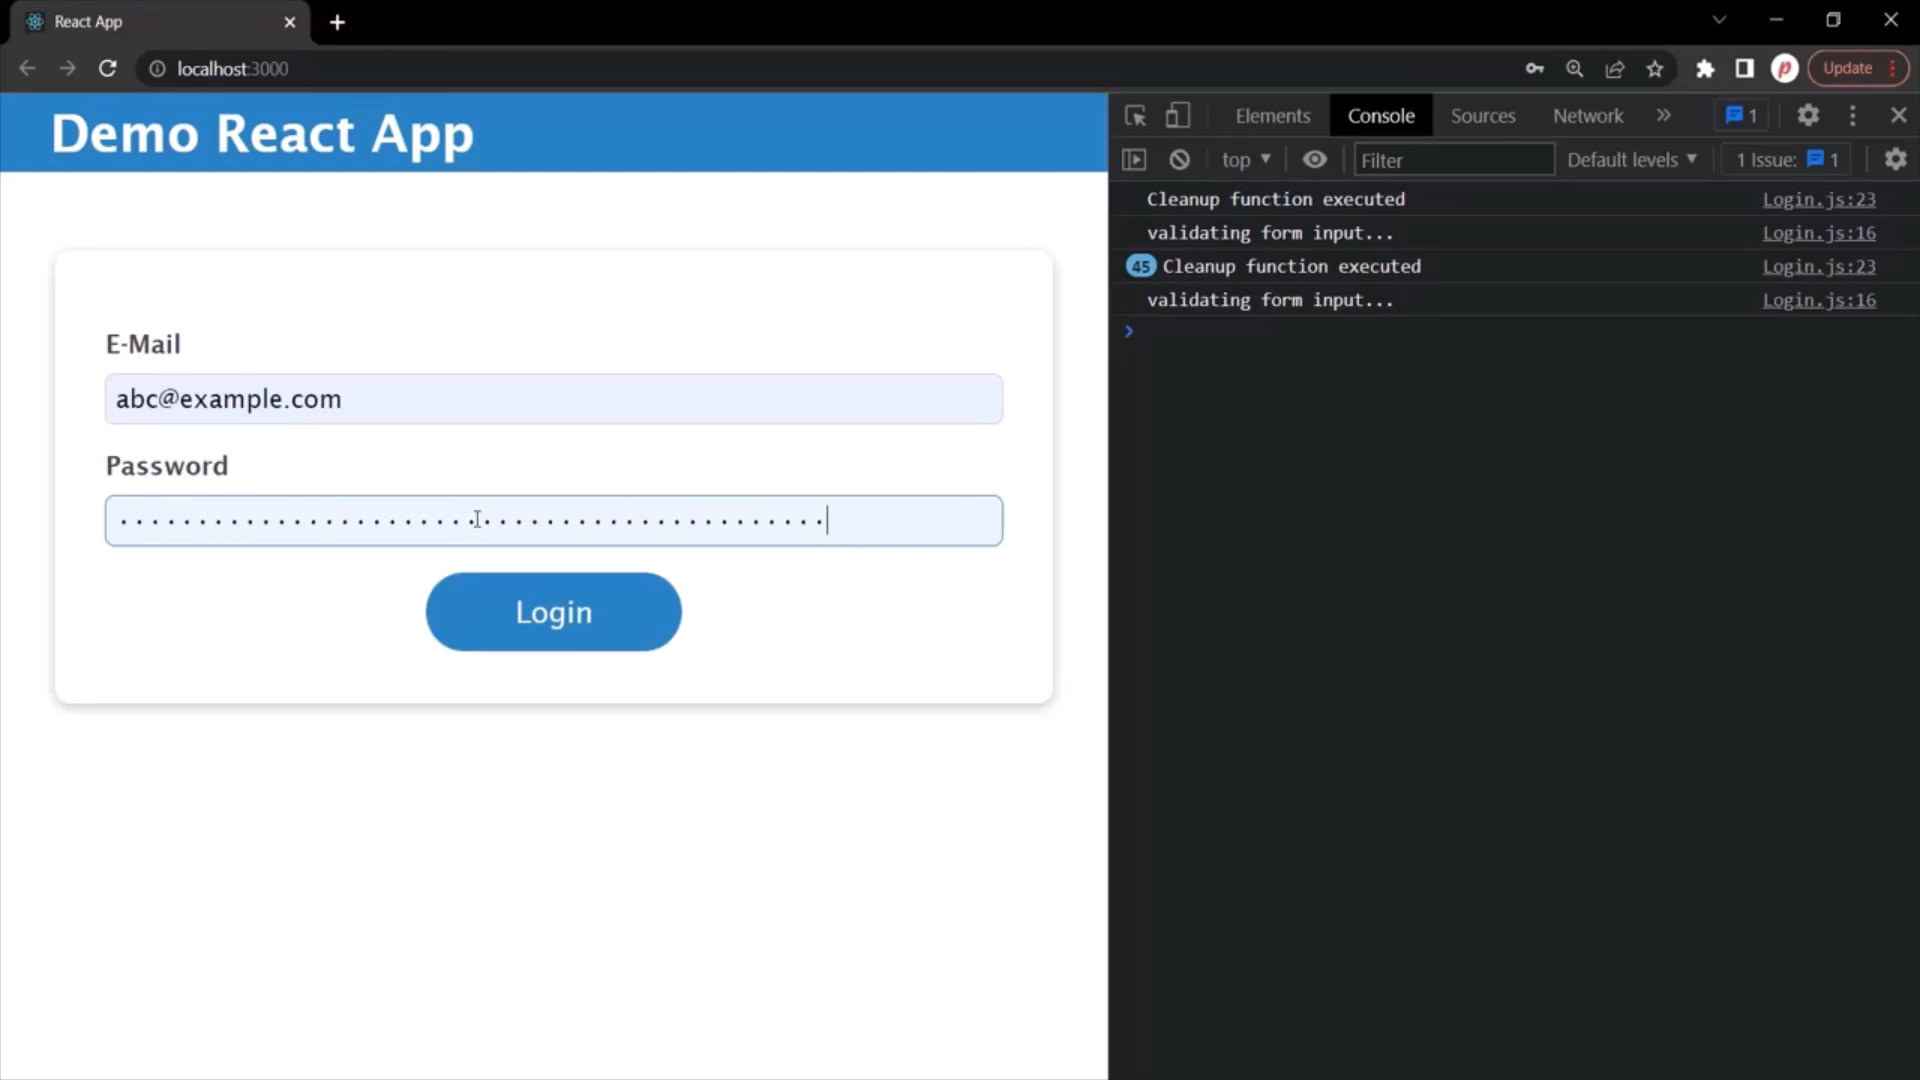 React App
localhost:3000
Update
Demo React App
E-Mail
abc@example.com
Password
Login
Elements Console Sources Network » 1
top Filter Default levels 1 Issue: 1
Cleanup function executed Login.js:23
validating form input... Login.js:16
45 Cleanup function executed Login.js:23
validating form input... Login.js:16